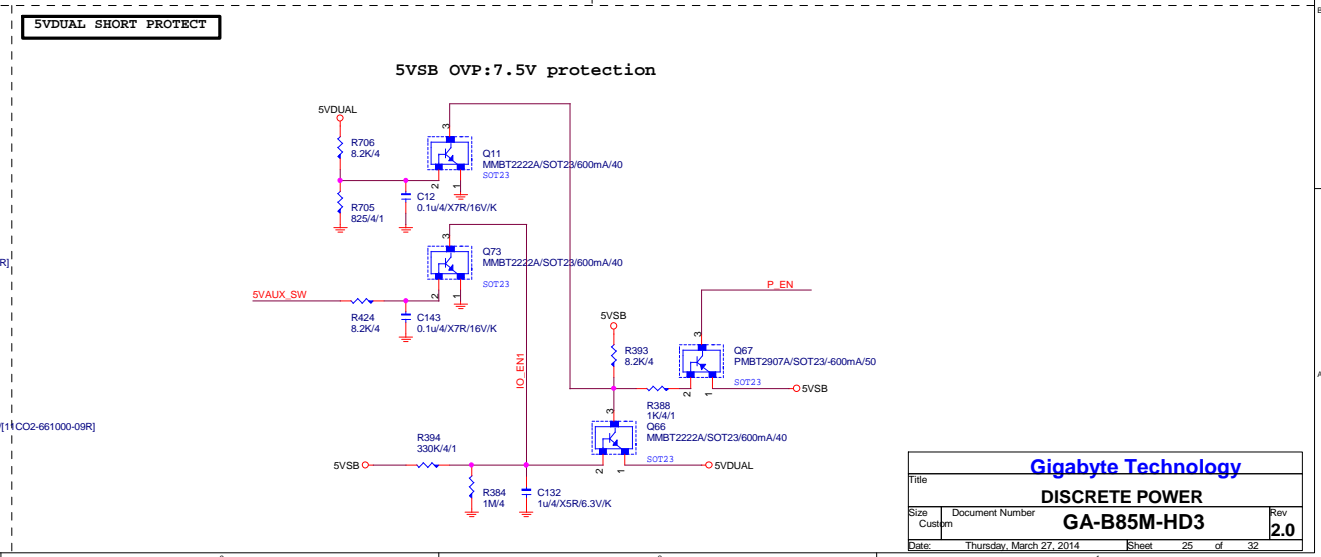 5VDUAL SHORT PROTECT
5VSB OVP:7.5V protection
5VDUAL
R706
8.2K/4
3
Q11
MMBT2222A/SOT23/600mA/40
SOT23
2
1
R705
825/4/1
C12
0.1u/4/X7R/16V/K
3
Q73
MMBT2222A/SOT23/600mA/40
SOT23
2
1
R]
5VAUX_SW
R424
8.2K/4
C143
0.1u/4/X7R/16V/K
P_EN
5VSB
R393
8.2K/4
3
Q67
PMBT2907A/SOT23/-600mA/50
SOT23
2
1
5VSB
IO_EN1
R388
1K/4/1
3
Q66
MMBT2222A/SOT23/600mA/40
SOT23
2
1
[11CO2-661000-09R]
R394
330K/4/1
5VSB
5VDUAL
R384
1M/4
C132
1u/4/X5R/6.3V/K
B
A
Gigabyte Technology
Title
DISCRETE POWER
Size
Custom
Document Number
GA-B85M-HD3
Rev
2.0
Date:
Thursday, March 27, 2014
Sheet
25
of
32